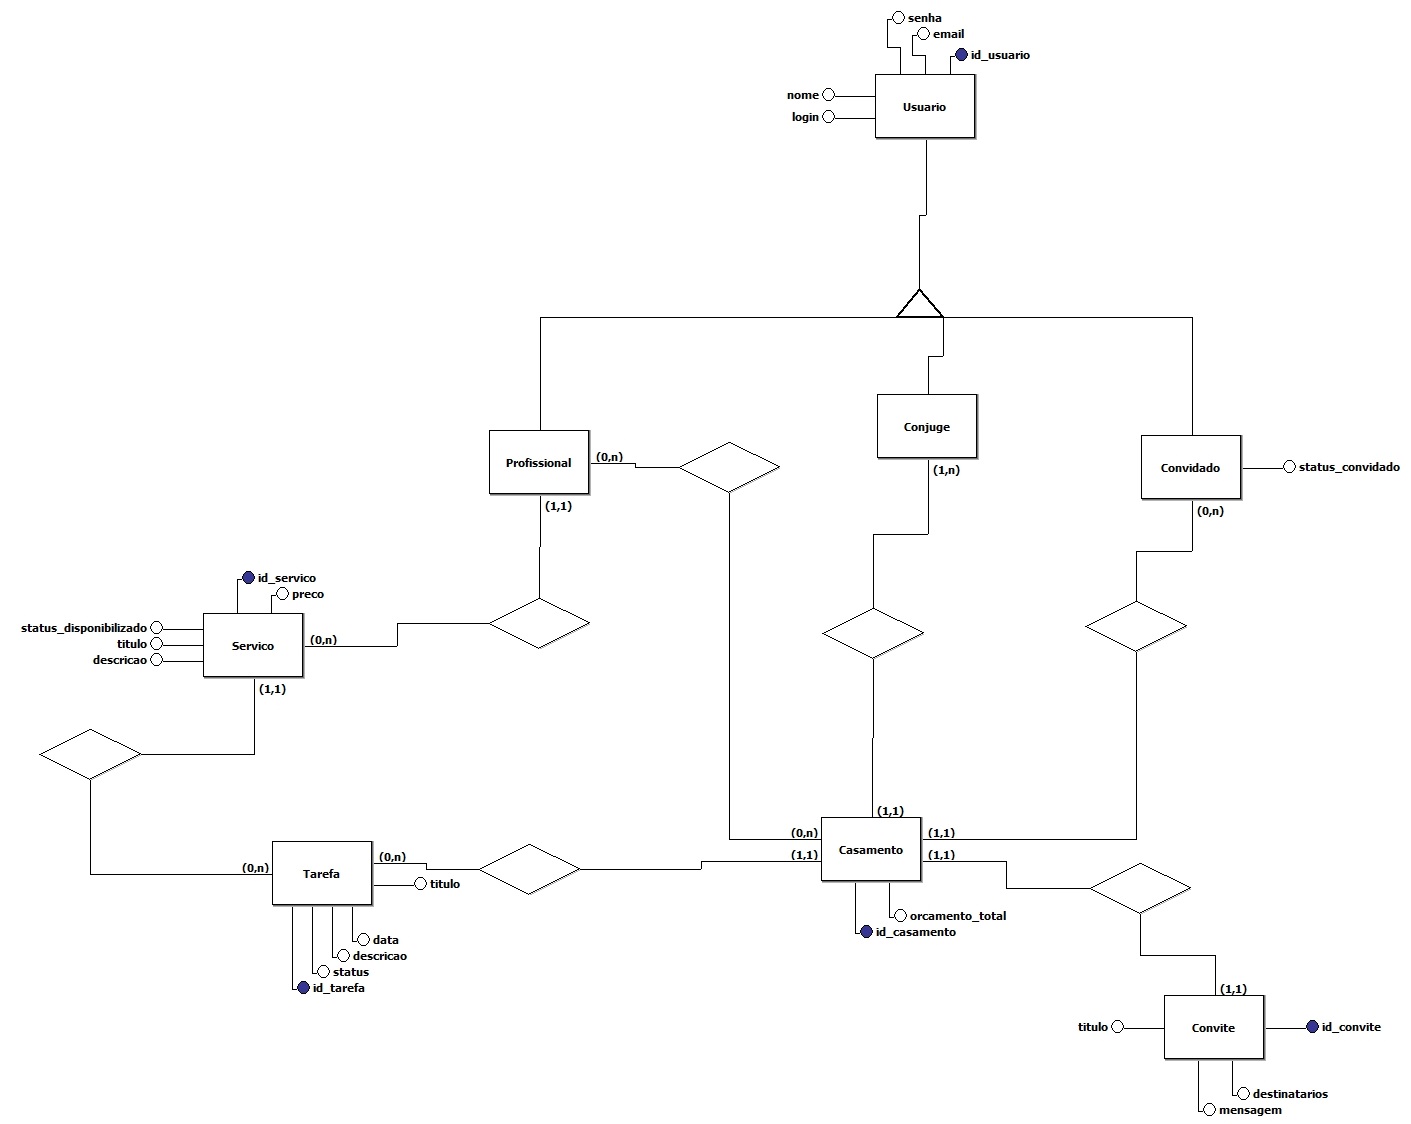 senha
email
id_usuario
nome
login
Usuario
Profissional
(0,n)
(1,1)
Conjuge
(1,n)
Convidado
status_convidado
(0,n)
id_servico
preco
status_disponibilizado
titulo
descricao
Servico
(0,n)
(1,1)
(0,n)
Tarefa
(0,n)
titulo
data
descricao
status
id_tarefa
(1,1)
(0,n)
(1,1)
Casamento
(1,1)
(1,1)
orcamento_total
id_casamento
(1,1)
titulo
Convite
id_convite
destinatarios
mensagem